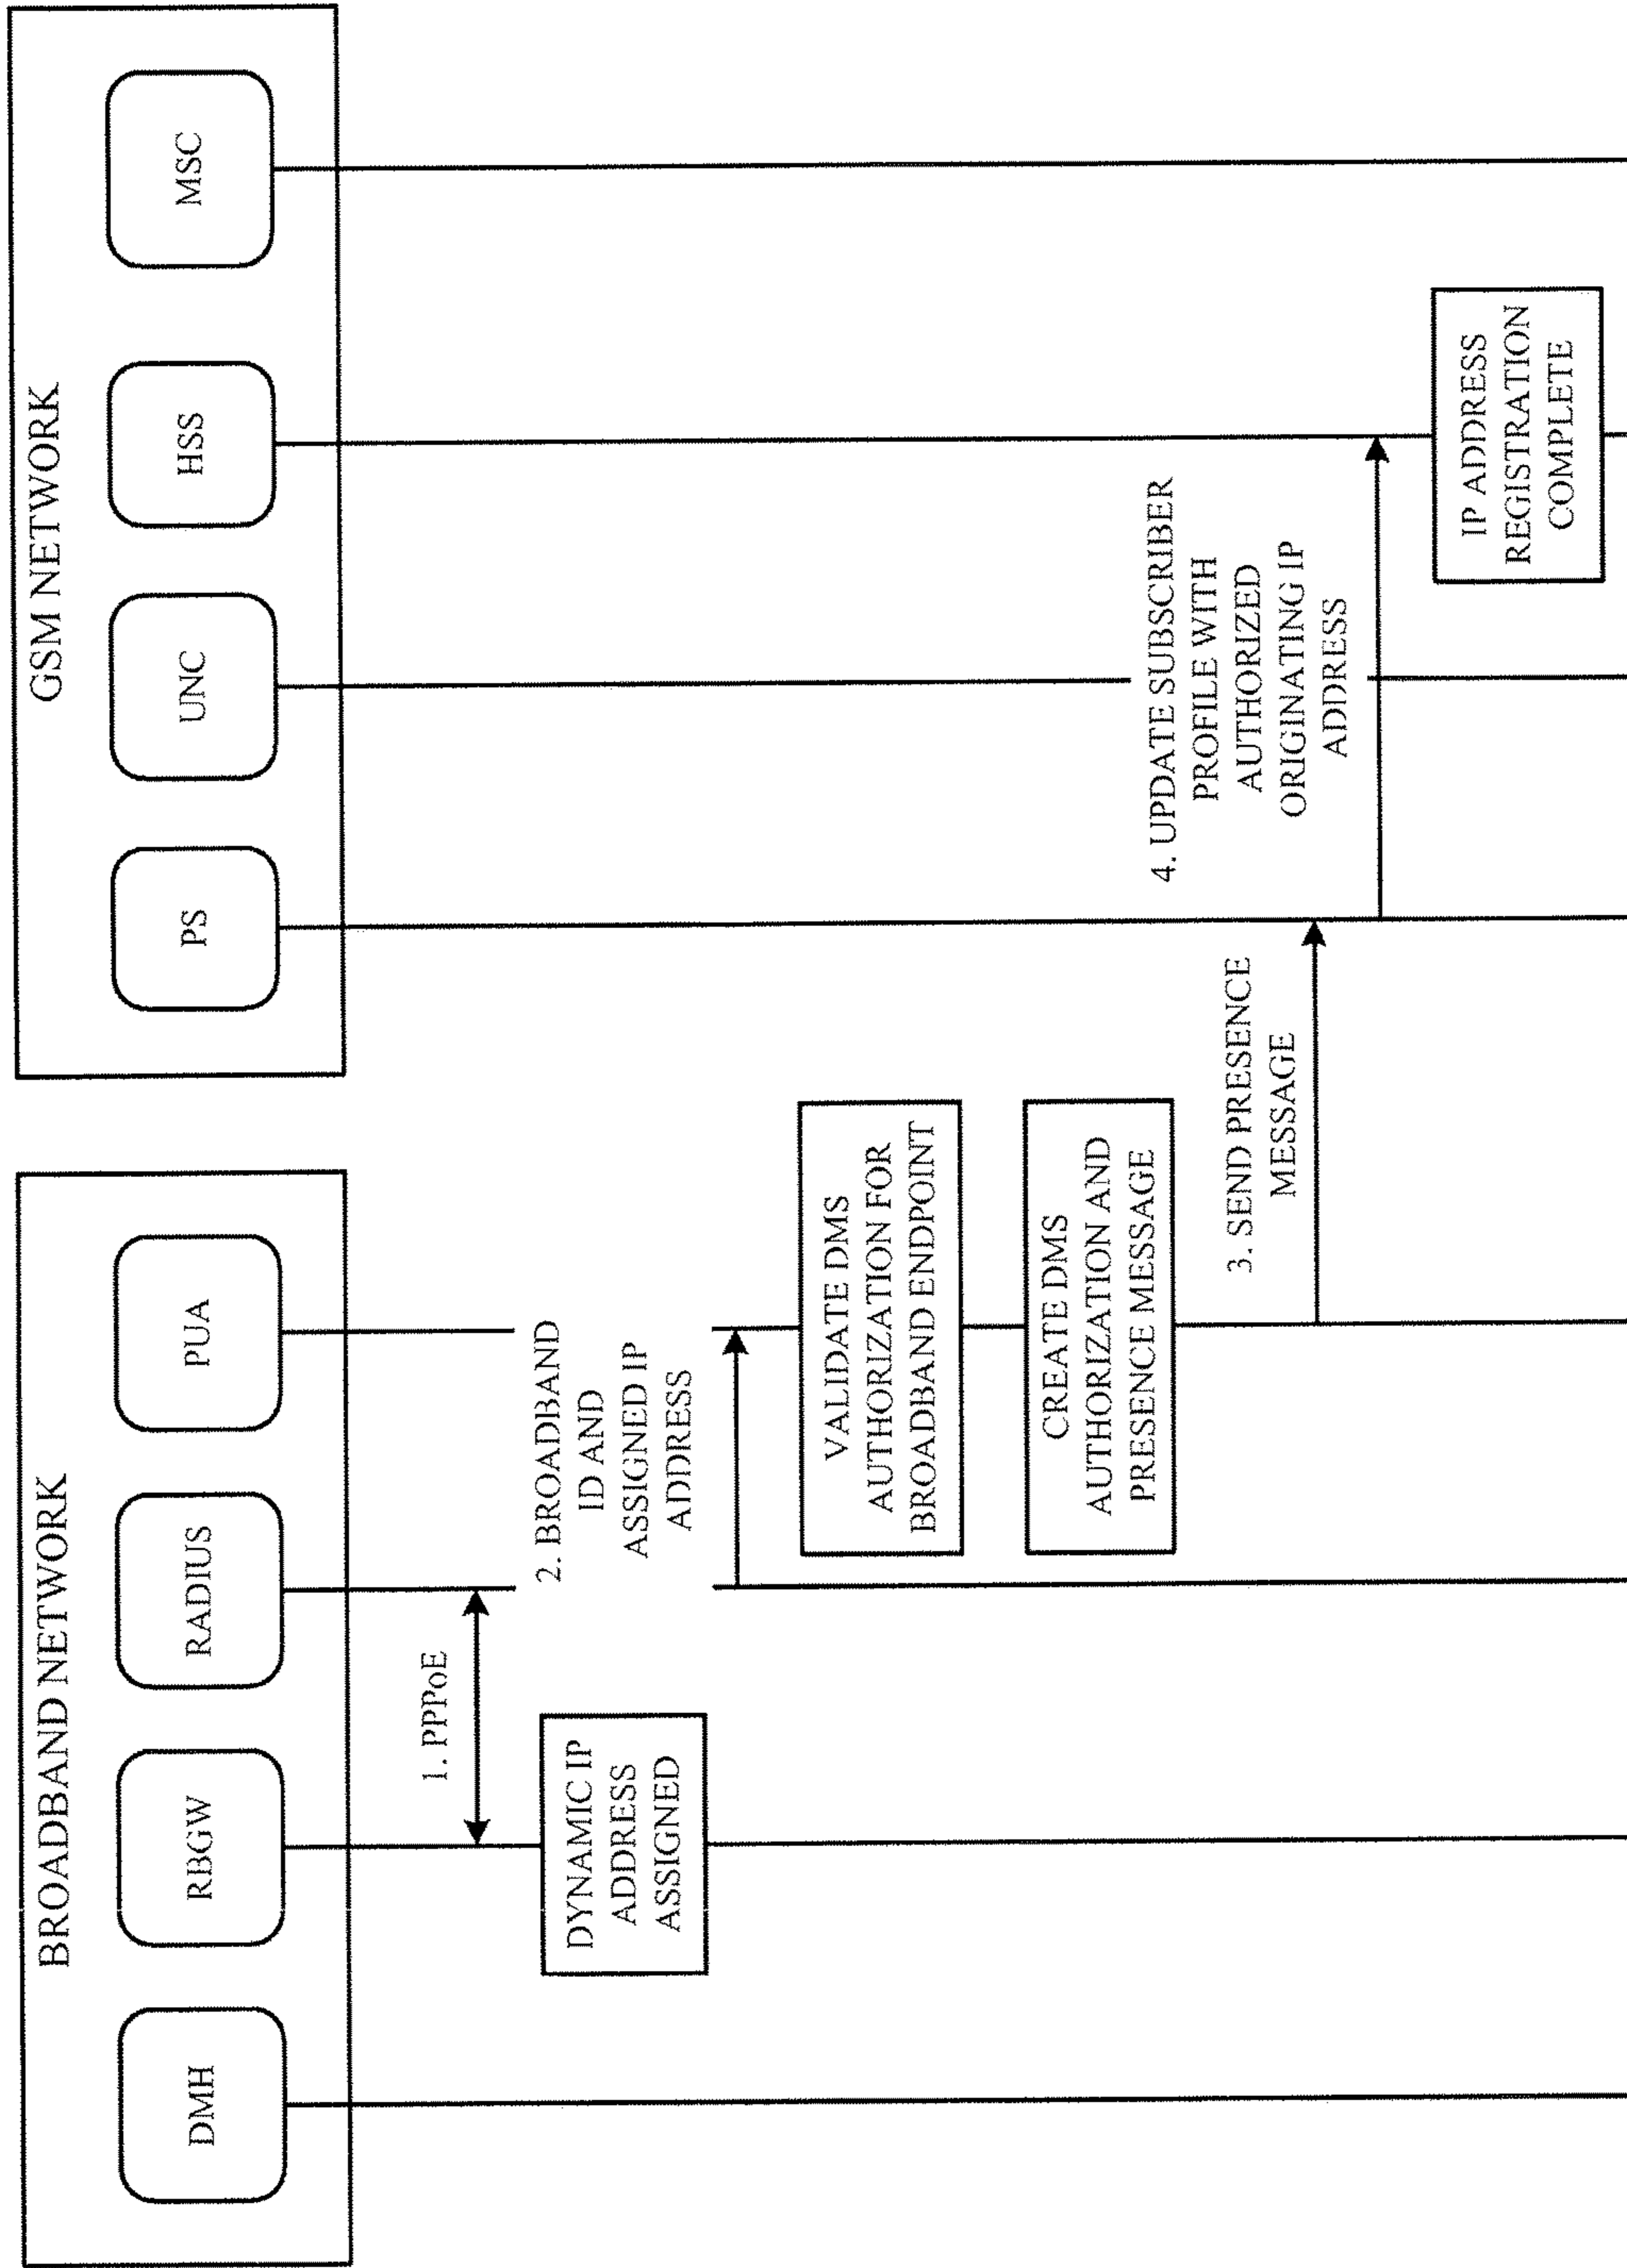 BROADBAND NETWORK
GSM NETWORK
DMH
RBGW
RADIUS
PUA
PS
UNC
HSS
MSC
1. PPPoE
DYNAMIC IP
ADDRESS
ASSIGNED
2. BROADBAND
ID AND
ASSIGNED IP
ADDRESS
VALIDATE DMS
AUTHORIZATION FOR
BROADBAND ENDPOINT
CREATE DMS
AUTHORIZATION AND
PRESENCE MESSAGE
3. SEND PRESENCE
MESSAGE
4. UPDATE SUBSCRIBER
PROFILE WITH
AUTHORIZED
ORIGINATING IP
ADDRESS
IP ADDRESS
REGISTRATION
COMPLETE